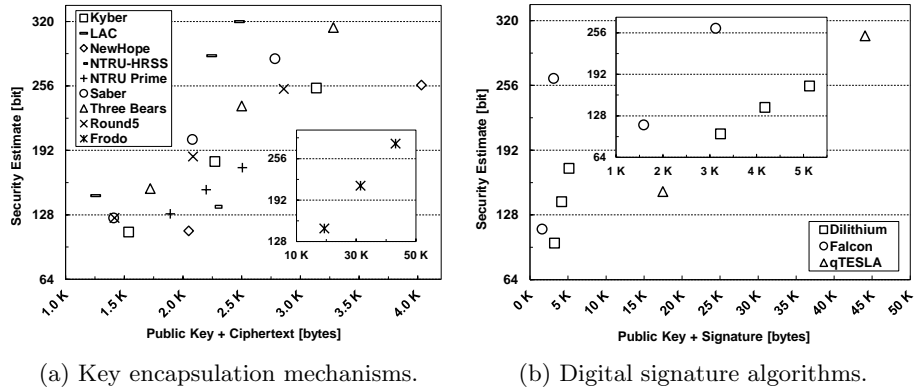 Security Estimate [bit]
320
256
192
128
64
Kyber
LAC
NewHope
NTRU-HRSS
NTRU Prime
Saber
Three Bears
Round5
Frodo
256
192
128
10 K 30 K 50 K
1.0 K 1.5 K 2.0 K 2.5 K 3.0 K 3.5 K 4.0 K
Public Key + Ciphertext [bytes]
(a) Key encapsulation mechanisms.
Security Estimate [bit]
320
256
192
128
64
256
192
128
64
1 K 2 K 3 K 4 K 5 K
Dilithium
Falcon
qTESLA
0 K 5 K 10 K 15 K 20 K 25 K 30 K 35 K 40 K 45 K 50 K
Public Key + Signature [bytes]
(b) Digital signature algorithms.